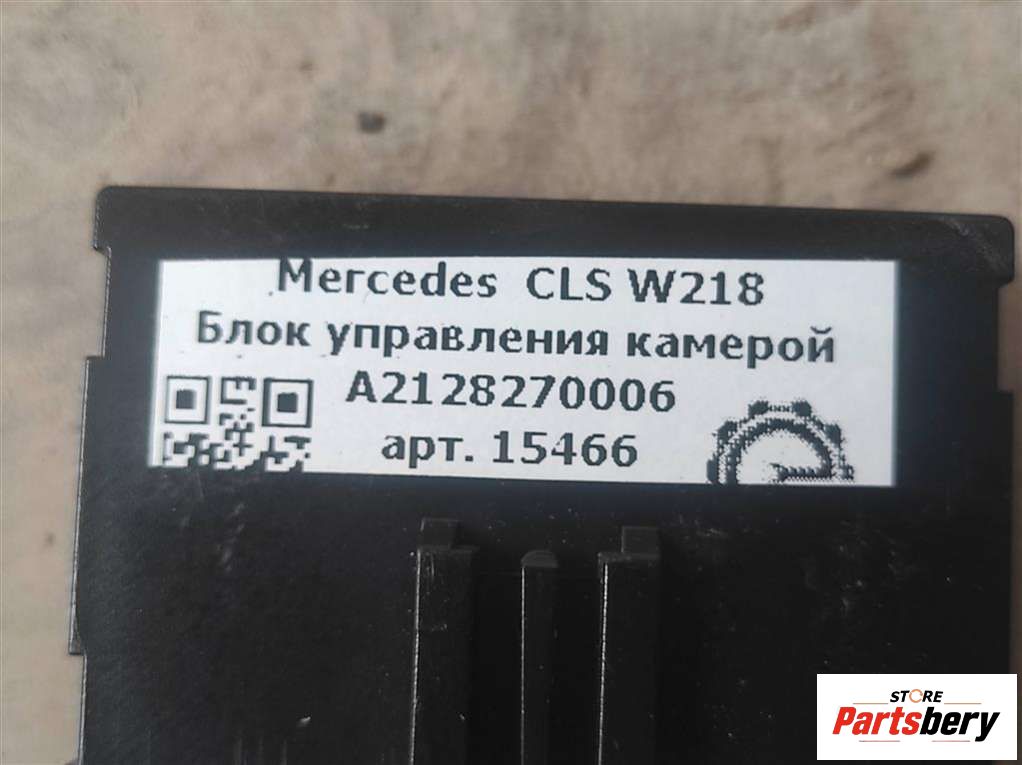 Mercedes CLS W218
Блок управления камерой
A2128270006
арт. 15466
STORE
Partsbery